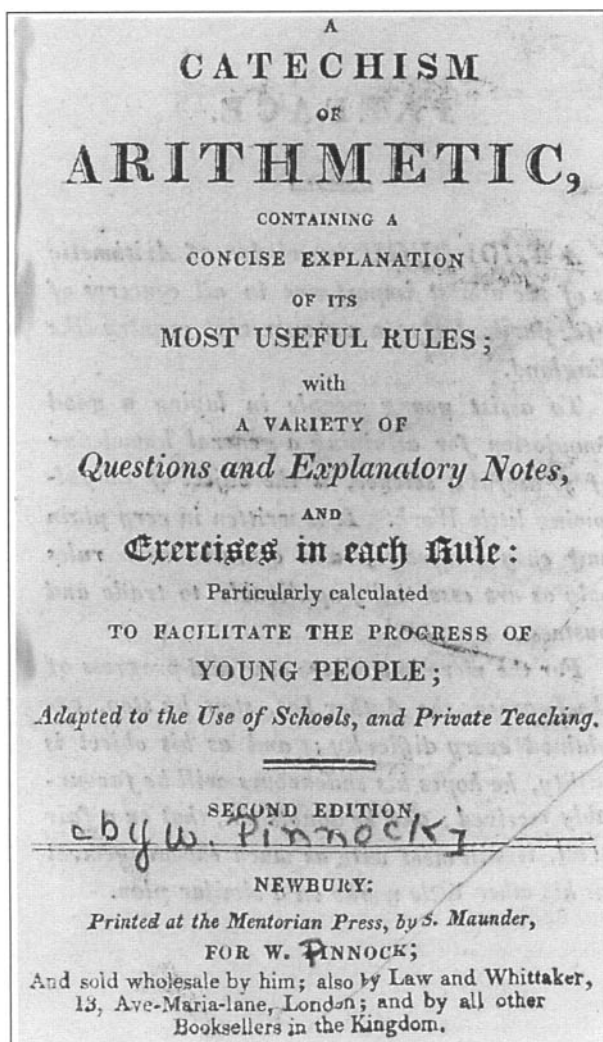 A
CATECHISM
OF
ARITHMETIC,
CONTAINING A
CONCISE EXPLANATION
OF ITS
MOST USEFUL RULES;
with
A VARIETY OF
Questions and Explanatory Notes,
AND
Exercises in each Rule:
Particularly calculated
TO FACILITATE THE PROGRESS OF
YOUNG PEOPLE;
Adapted to the Use of Schools, and Private Teaching.
SECOND EDITION,
by W. Pinnock
NEWBURY:
Printed at the Mentorian Press, by S. Maunder,
FOR W. PINNOCK;
And sold wholesale by him; also by Law and Whittaker,
13, Ave-Maria-lane, London; and by all other
Booksellers in the Kingdom.